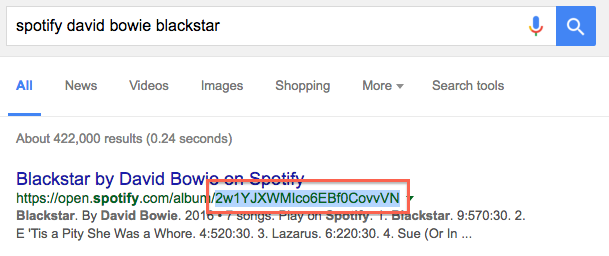 spotify david bowie blackstar
All News Videos Images Shopping More Search tools
About 422,000 results (0.24 seconds)
Blackstar by David Bowie on Spotify
https://open.spotify.com/album/2w1YJXWMIco6EBf0CovvVN
Blackstar. By David Bowie. 2016 • 7 songs. Play on Spotify. 1. Blackstar. 9:570:30. 2.
E 'Tis a Pity She Was a Whore. 4:520:30. 3. Lazarus. 6:220:30. 4. Sue (Or In ...